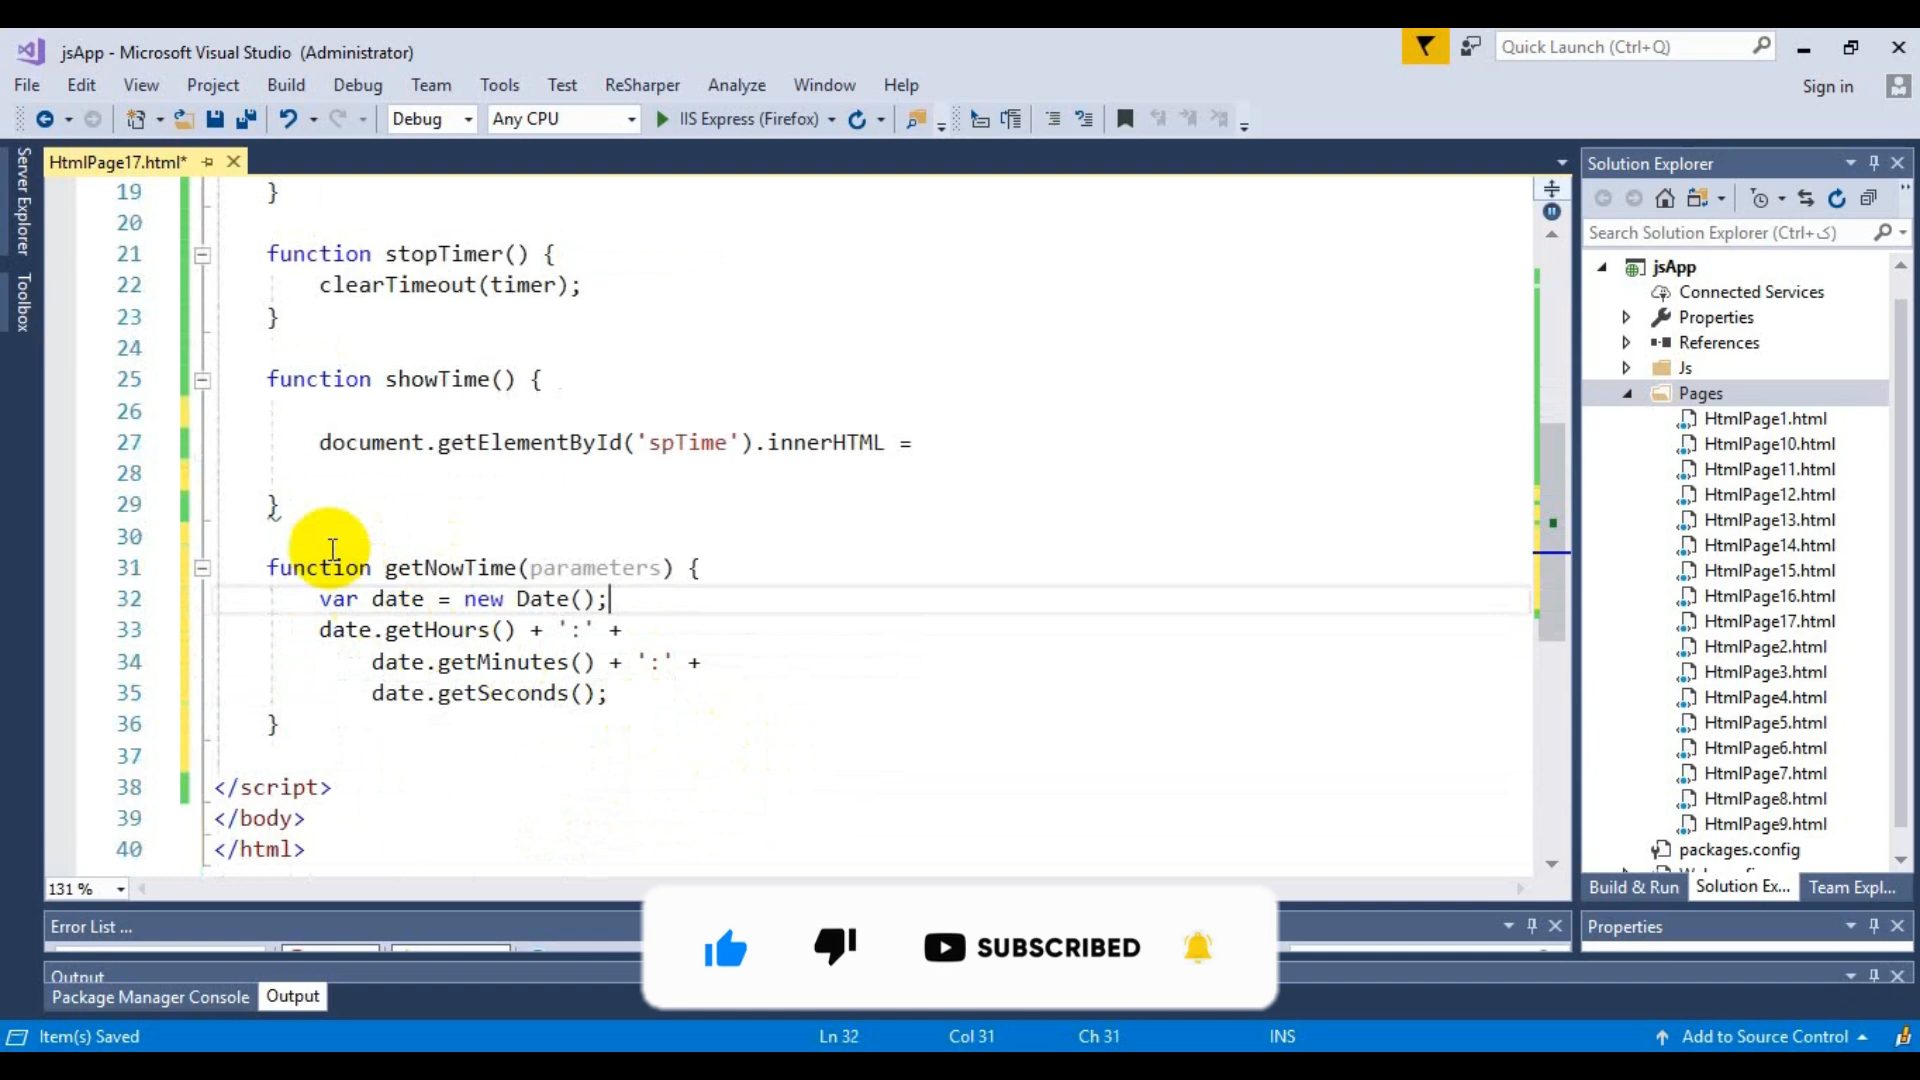 jsApp - Microsoft Visual Studio (Administrator)
Quick Launch (Ctrl+Q)
File Edit View Project Build Debug Team Tools Test ReSharper Analyze Window Help
Sign in
Debug Any CPU IIS Express (Firefox)
Server Explorer
Toolbox
HtmlPage17.html*
19 }
20
21 function stopTimer() {
22 clearTimeout(timer);
23 }
24
25 function showTime() {
26
27 document.getElementById('spTime').innerHTML =
28
29 }
30
31 function getNowTime(parameters) {
32 var date = new Date();
33 date.getHours() + ':' +
34 date.getMinutes() + ':' +
35 date.getSeconds();
36 }
37
38 </script>
39 </body>
40 </html>
131 %
Solution Explorer
Search Solution Explorer (Ctrl+ک)
jsApp
Connected Services
Properties
References
Js
Pages
HtmlPage1.html
HtmlPage10.html
HtmlPage11.html
HtmlPage12.html
HtmlPage13.html
HtmlPage14.html
HtmlPage15.html
HtmlPage16.html
HtmlPage17.html
HtmlPage2.html
HtmlPage3.html
HtmlPage4.html
HtmlPage5.html
HtmlPage6.html
HtmlPage7.html
HtmlPage8.html
HtmlPage9.html
packages.config
Build & Run Solution Ex... Team Expl...
Error List ...
Properties
Output
Package Manager Console Output
SUBSCRIBED
Item(s) Saved Ln 32 Col 31 Ch 31 INS Add to Source Control